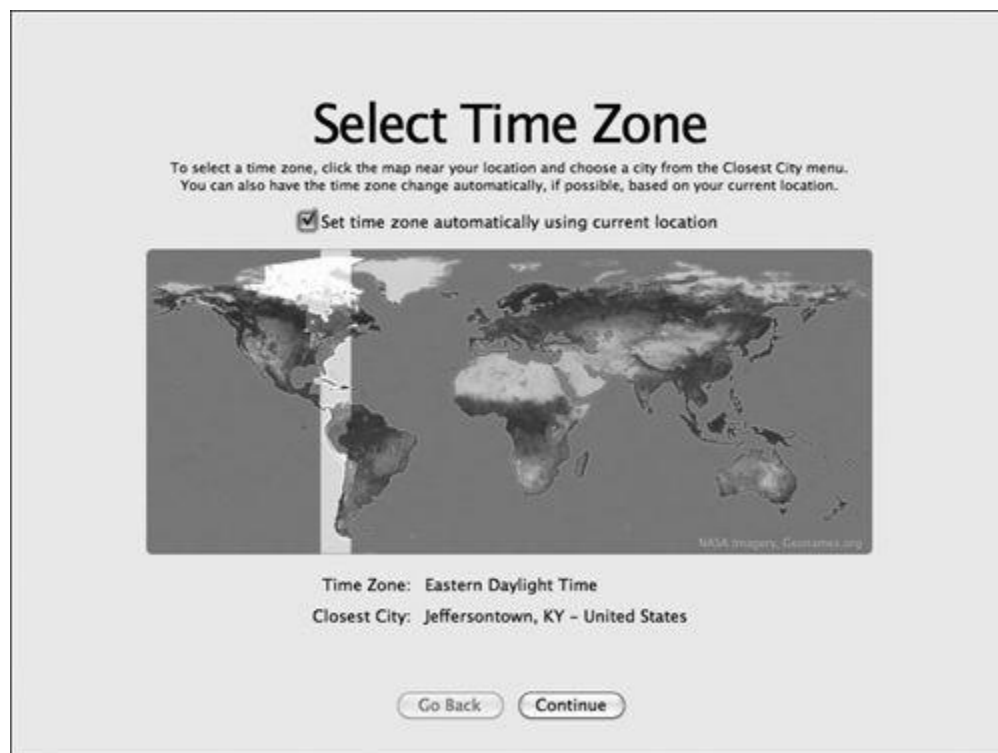 Select Time Zone
To select a time zone, click the map near your location and choose a city from the Closest City menu.
You can also have the time zone change automatically, if possible, based on your current location.
Set time zone automatically using current location
NASA Imagery, Geonames.org
Time Zone: Eastern Daylight Time
Closest City: Jeffersontown, KY – United States
Go Back Continue